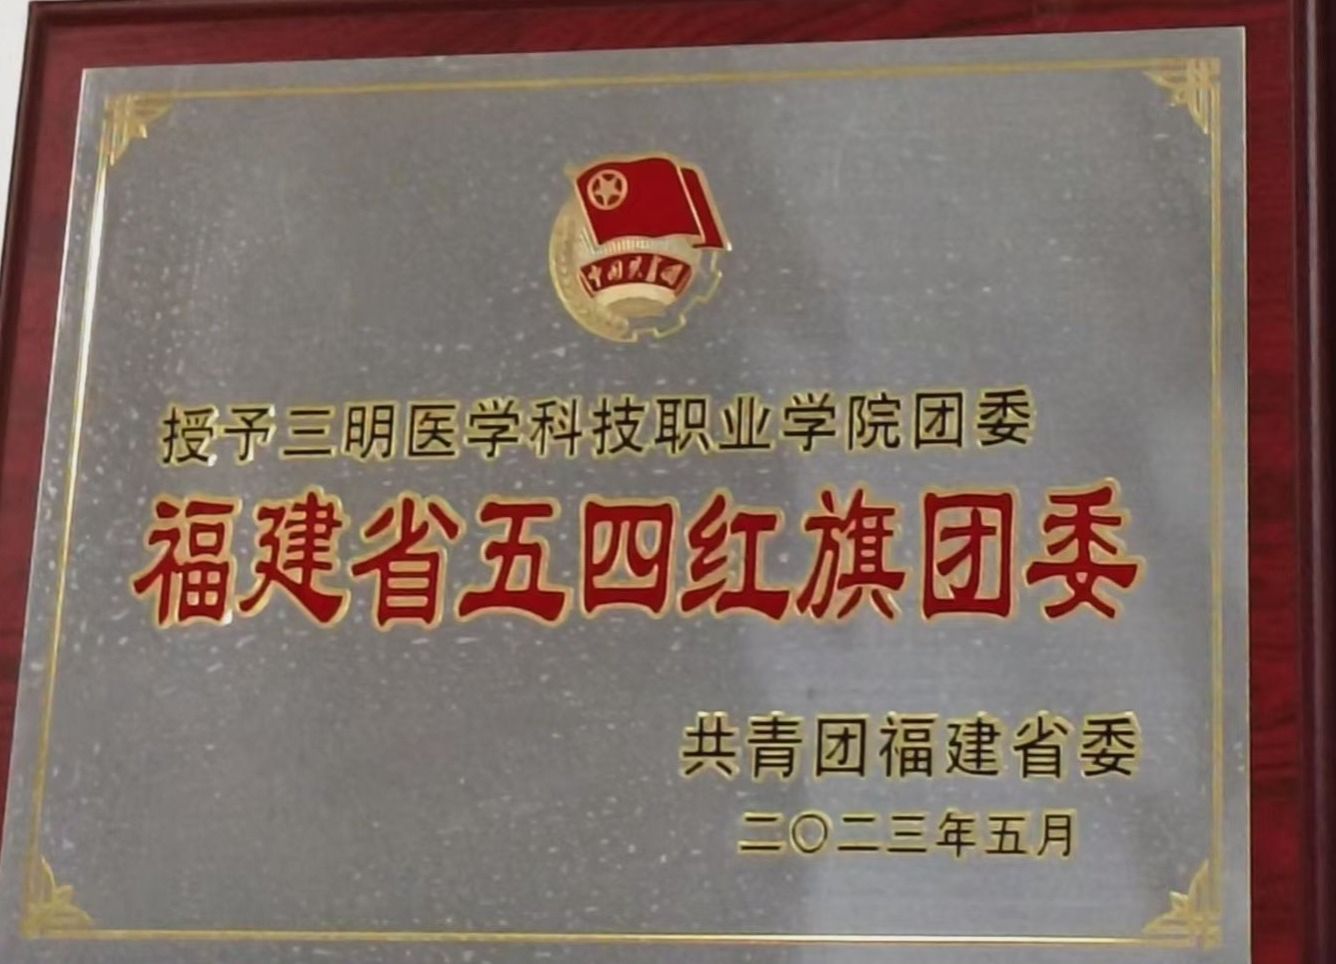 中国共青团
授予三明医学科技职业学院团委
福建省五四红旗团委
共青团福建省委
二〇二三年五月